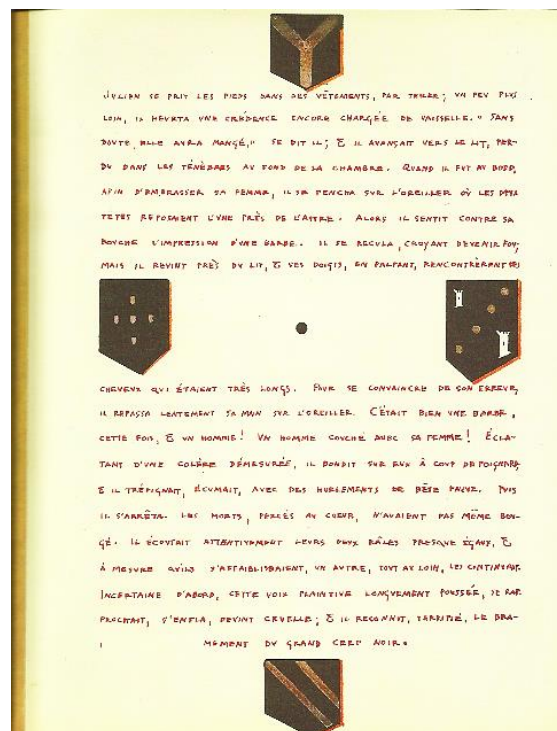 JULIEN SE PRIT LES PIEDS DANS DES VÊTEMENTS, PAR TERRE; UN PEU PLUS
LOIN, IL HEURTA UNE CRÉDENCE ENCORE CHARGÉE DE VAISSELLE. " SANS
DOUTE, ELLE AURA MANGÉ," SE DIT IL; & IL AVANÇAIT VERS LE LIT, PER-
DU DANS LES TÉNÈBRES AU FOND DE LA CHAMBRE. QUAND IL FUT AU BORD,
AFIN D'EMBRASSER SA FEMME, IL SE PENCHA SUR L'OREILLER OÙ LES DEUX
TETES REPOSAIENT L'UNE PRÈS DE L'AUTRE. ALORS IL SENTIT CONTRE SA
BOUCHE L'IMPRESSION D'UNE BARBE. IL SE RECULA, CROYANT DEVENIR FOU;
MAIS IL REVINT PRÈS DU LIT, & SES DOIGTS, EN PALPANT, RENCONTRÈRENT DES
CHEVEUX QUI ÉTAIENT TRÈS LONGS. POUR SE CONVAINCRE DE SON ERREUR,
IL REPASSA LENTEMENT SA MAIN SUR L'OREILLER. C'ÉTAIT BIEN UNE BARBE,
CETTE FOIS, & UN HOMME! UN HOMME COUCHÉ AVEC SA FEMME! ÉCLA-
TANT D'UNE COLÈRE DÉMESURÉE, IL BONDIT SUR EUX À COUP DE POIGNARD
& IL TRÉPIGNAIT, ÉCUMAIT, AVEC DES HURLEMENTS DE BÊTE FAUVE. PUIS
IL S'ARRÊTA. LES MORTS, PERCÉS AU COEUR, N'AVAIENT PAS MÊME BOU-
GÉ. IL ÉCOUTAIT ATTENTIVEMENT LEURS DEUX RÂLES PRESQUE ÉGAUX, &
À MESURE QU'ILS S'AFFAIBLISSAIENT, UN AUTRE, TOUT AU LOIN, LES CONTINUAIT.
INCERTAINE D'ABORD, CETTE VOIX PLAINTIVE LONGUEMENT POUSSÉE, SE RAP
PROCHAIT, S'ENFLA, DEVINT CRUELLE; & IL RECONNUT, TERRIFIÉ, LE BRA-
MEMENT DU GRAND CERF NOIR.